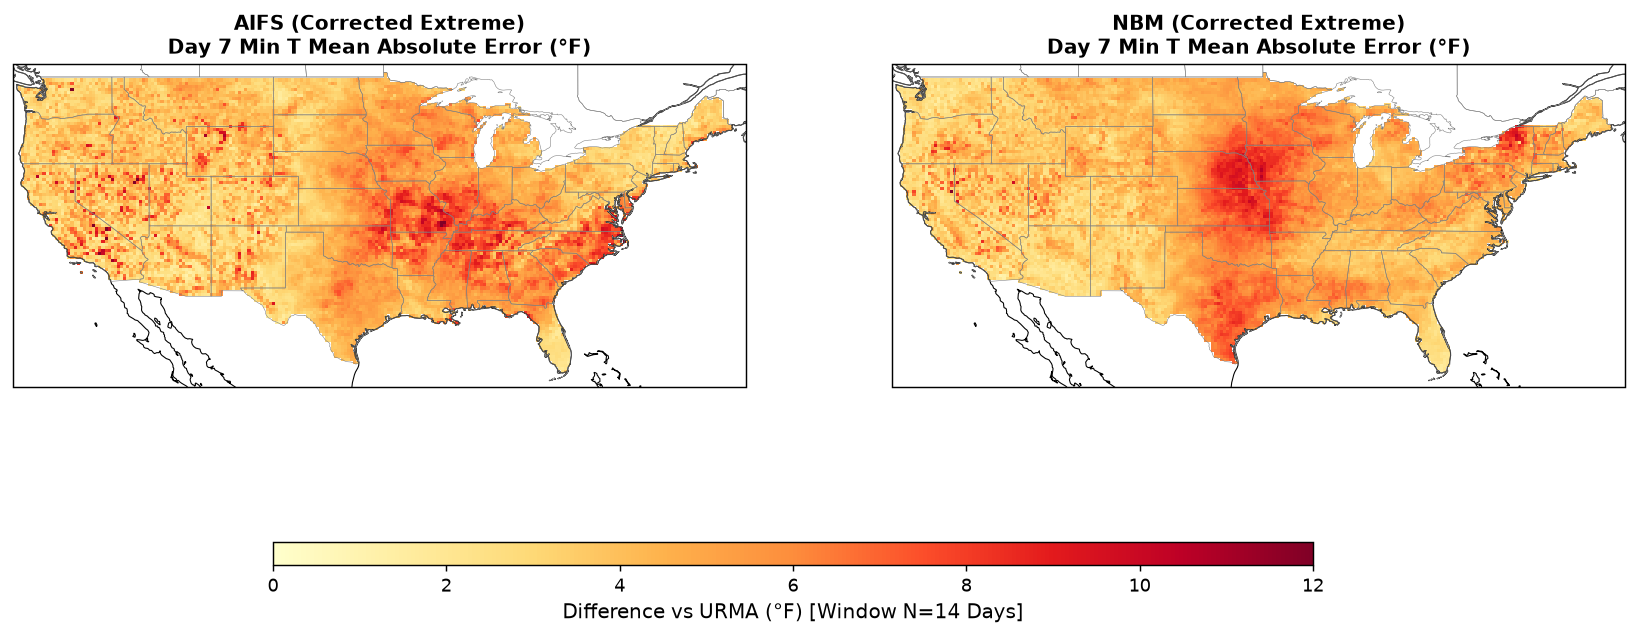 AIFS (Corrected Extreme)
Day 7 Min T Mean Absolute Error (°F)
NBM (Corrected Extreme)
Day 7 Min T Mean Absolute Error (°F)
0 2 4 6 8 10 12
Difference vs URMA (°F) [Window N=14 Days]